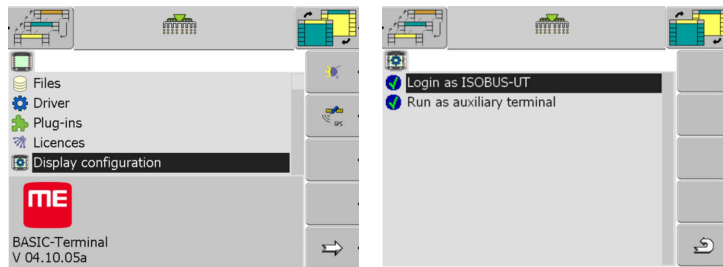 GPS
Files
Driver
Plug-ins
Licences
Display configuration
ME
BASIC-Terminal
V 04.10.05a
Login as ISOBUS-UT
Run as auxiliary terminal